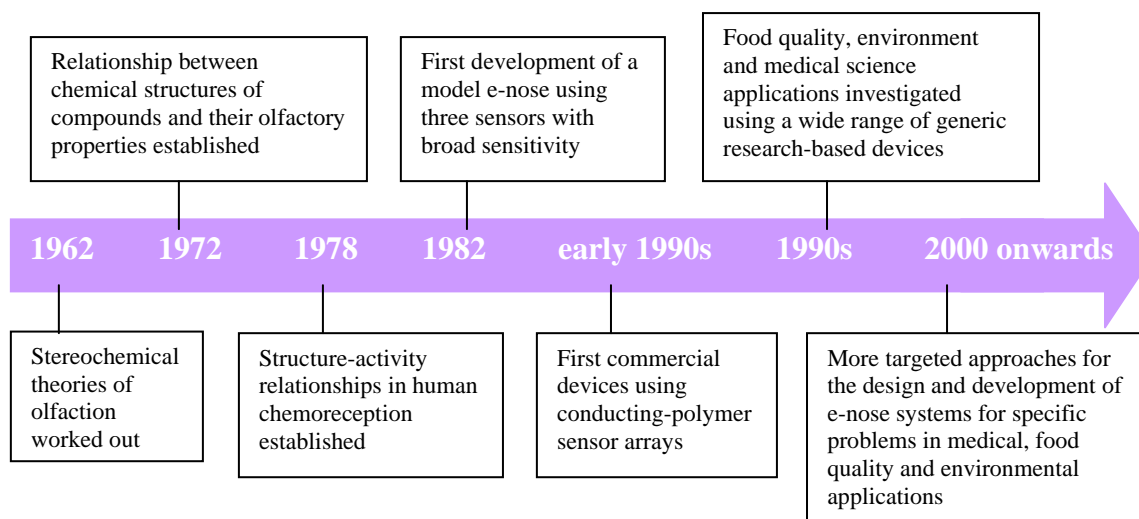 Relationship between
chemical structures of
compounds and their olfactory
properties established
First development of a
model e-nose using
three sensors with
broad sensitivity
Food quality, environment
and medical science
applications investigated
using a wide range of generic
research-based devices
1962 1972 1978 1982 early 1990s 1990s 2000 onwards
Stereochemical
theories of
olfaction
worked out
Structure-activity
relationships in human
chemoreception
established
First commercial
devices using
conducting-polymer
sensor arrays
More targeted approaches for
the design and development of
e-nose systems for specific
problems in medical, food
quality and environmental
applications